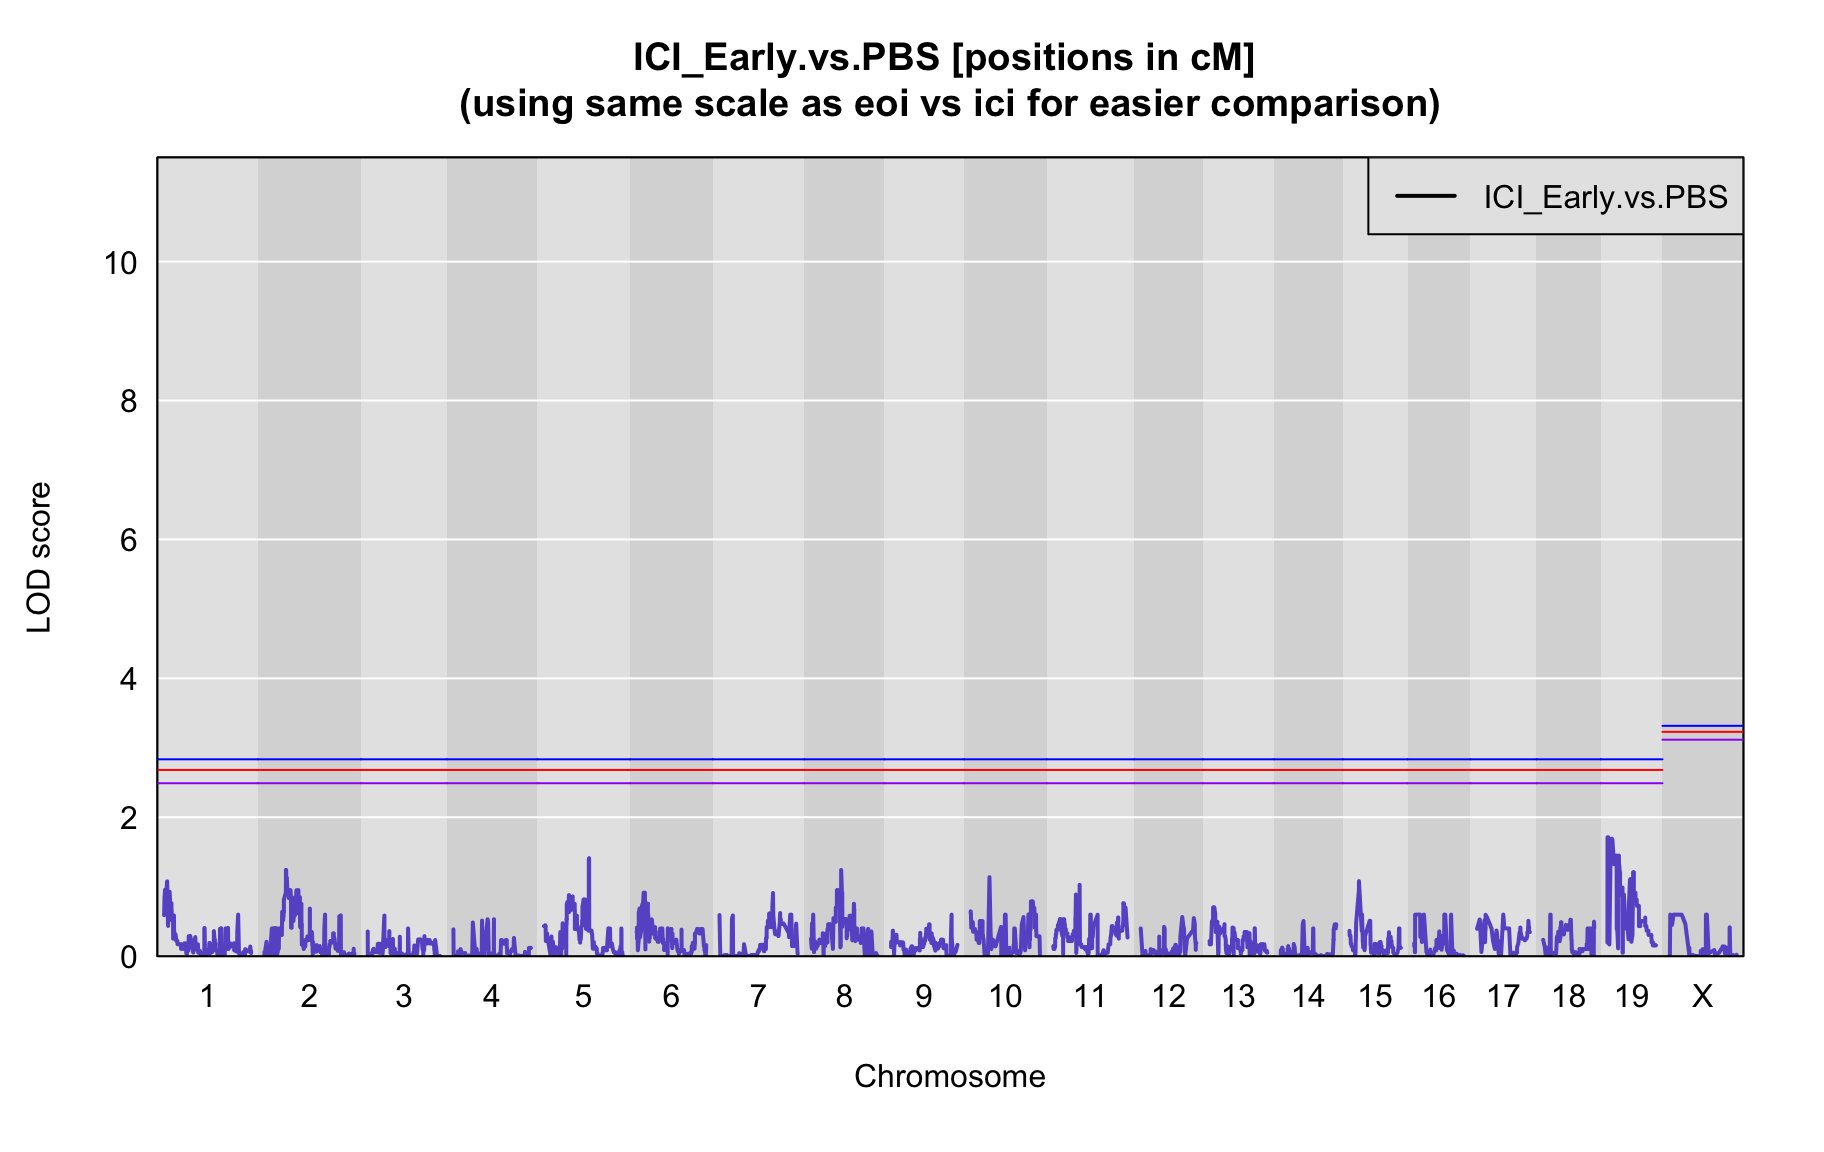 ICI_Early.vs.PBS [positions in cM]
(using same scale as eoi vs ici for easier comparison)
ICI_Early.vs.PBS
10
8
6
4
2
0
LOD score
1 2 3 4 5 6 7 8 9 10 11 12 13 14 15 16 17 18 19 X
Chromosome